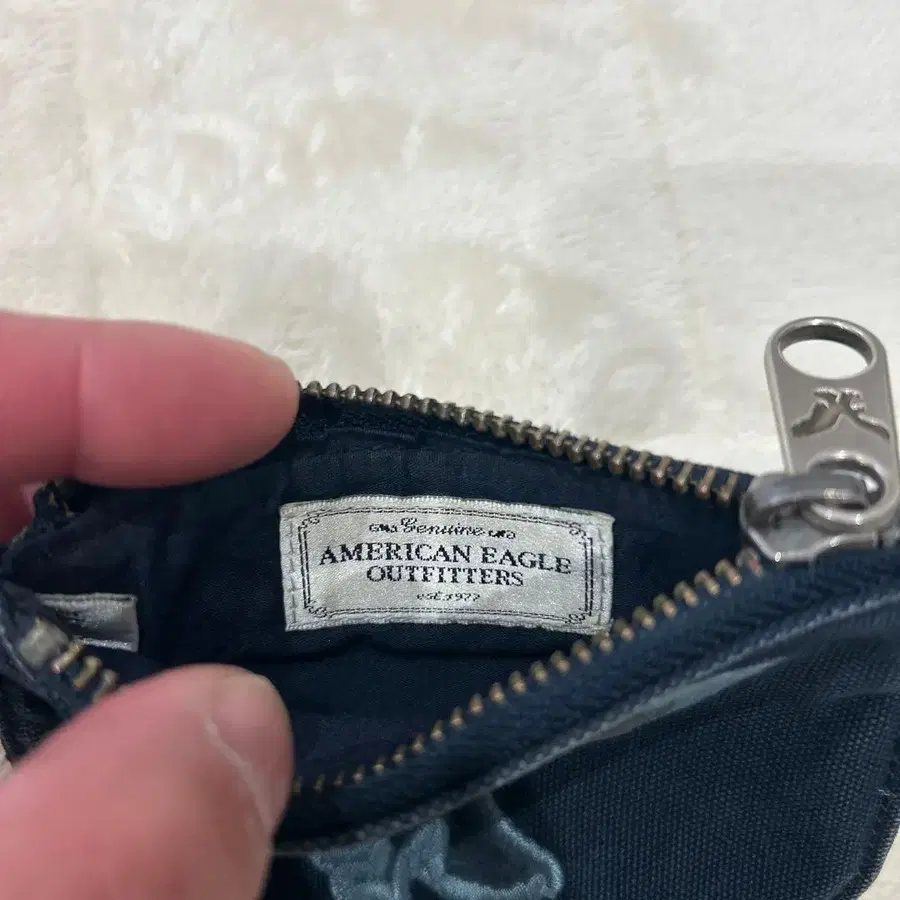 Genuine
AMERICAN EAGLE
OUTFITTERS
est. 1977